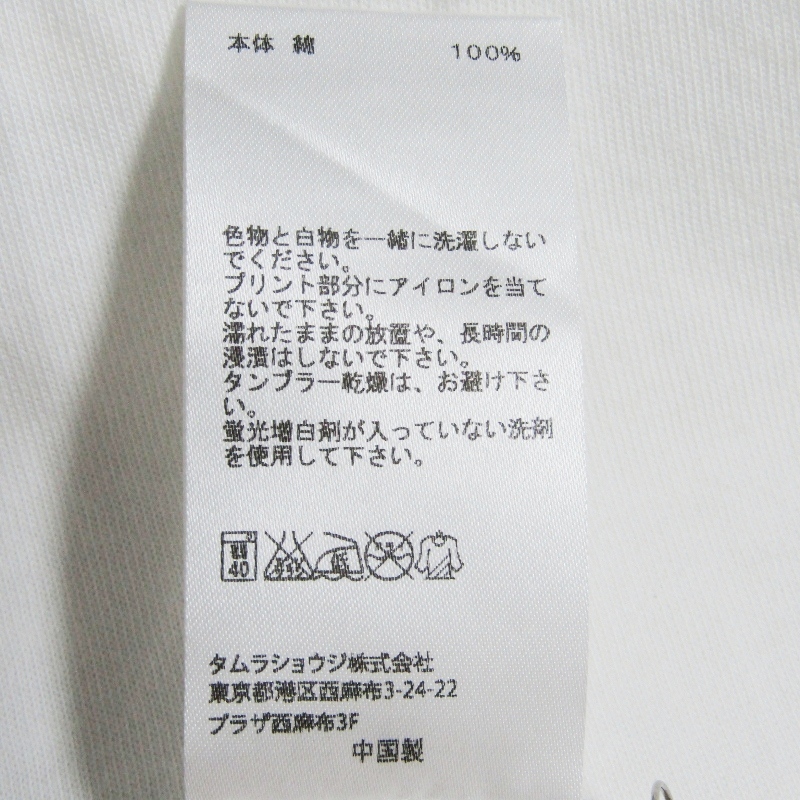 本体 綿 100%
色物と白物を一緒に洗濯しない
でください。
プリント部分にアイロンを当て
ないで下さい。
濡れたままの放置や、長時間の
浸漬はしないで下さい。
タンブラー乾燥は、お避け下さ
い。
蛍光増白剤が入っていない洗剤
を使用して下さい。
40
タムラショウジ株式会社
東京都港区西麻布3-24-22
プラザ西麻布3F
中国製